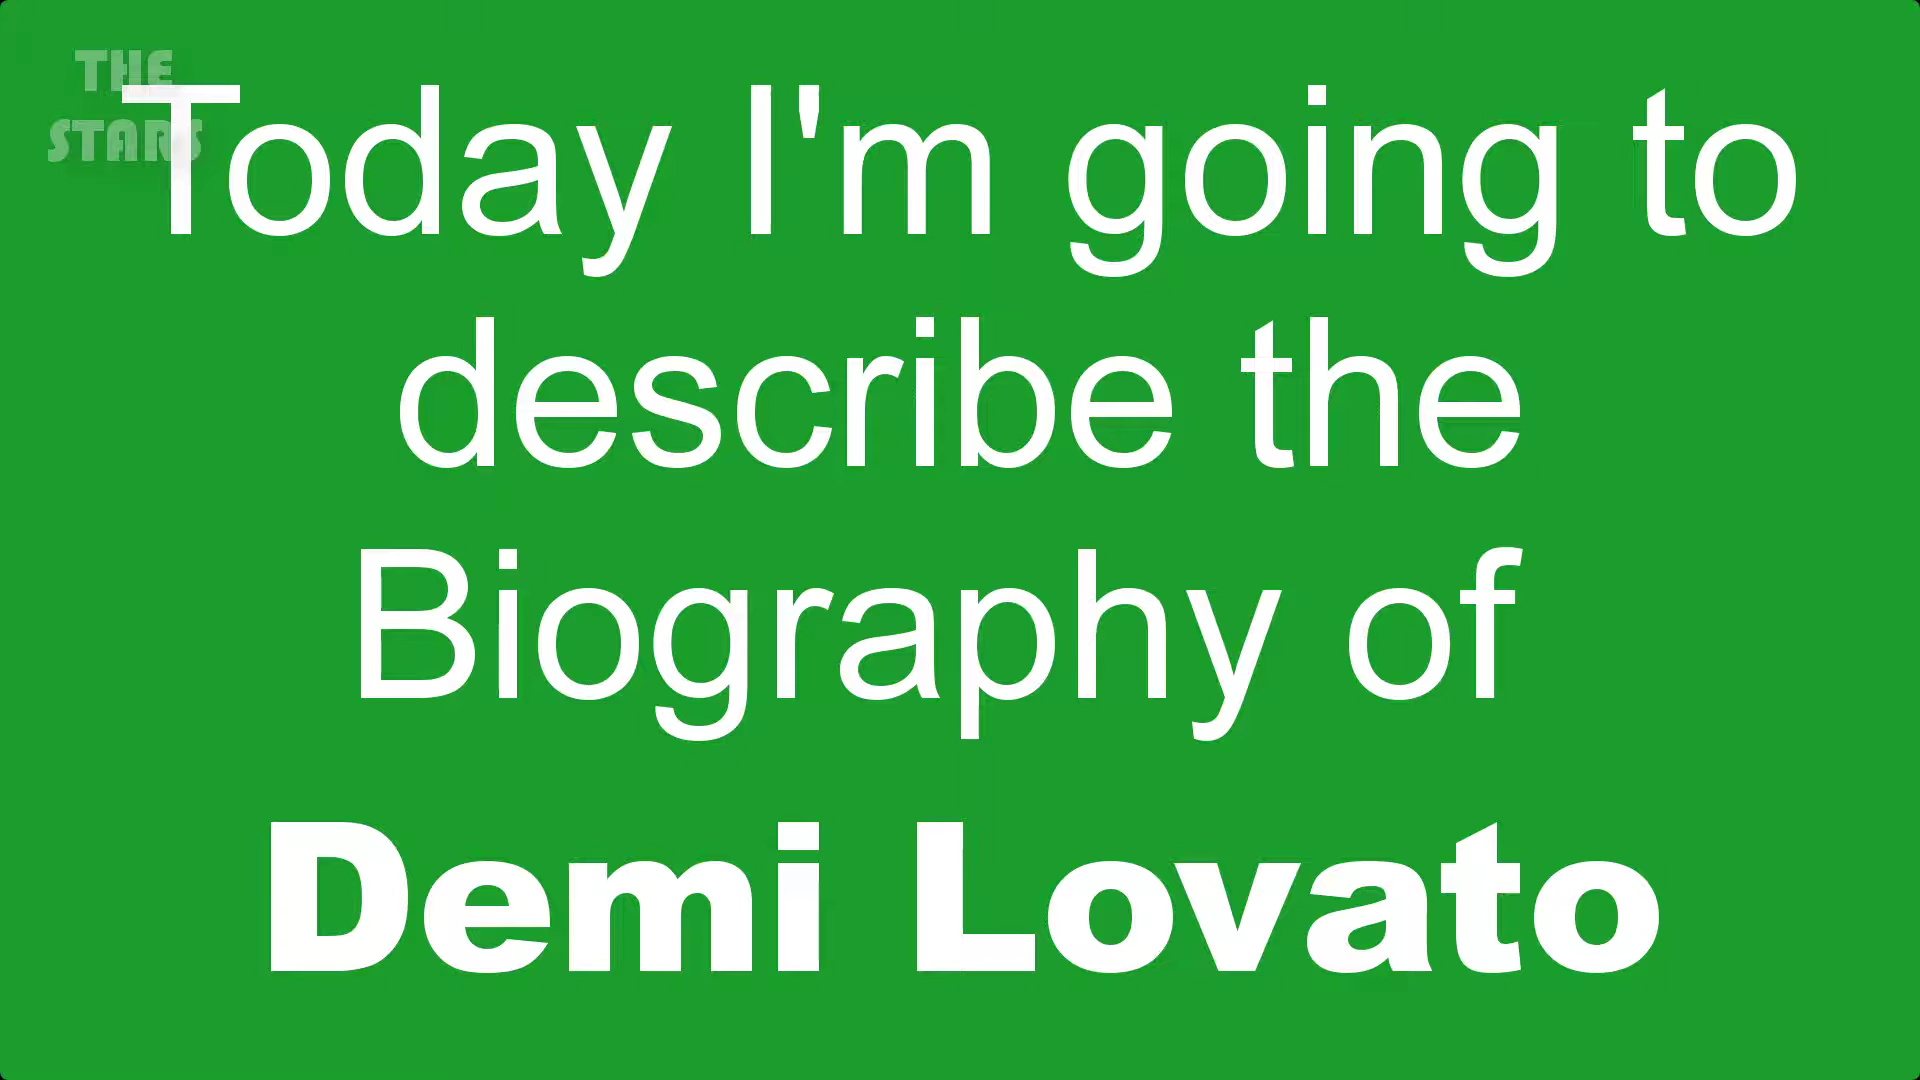 THE
STARS
Today I'm going to
describe the
Biography of
Demi Lovato